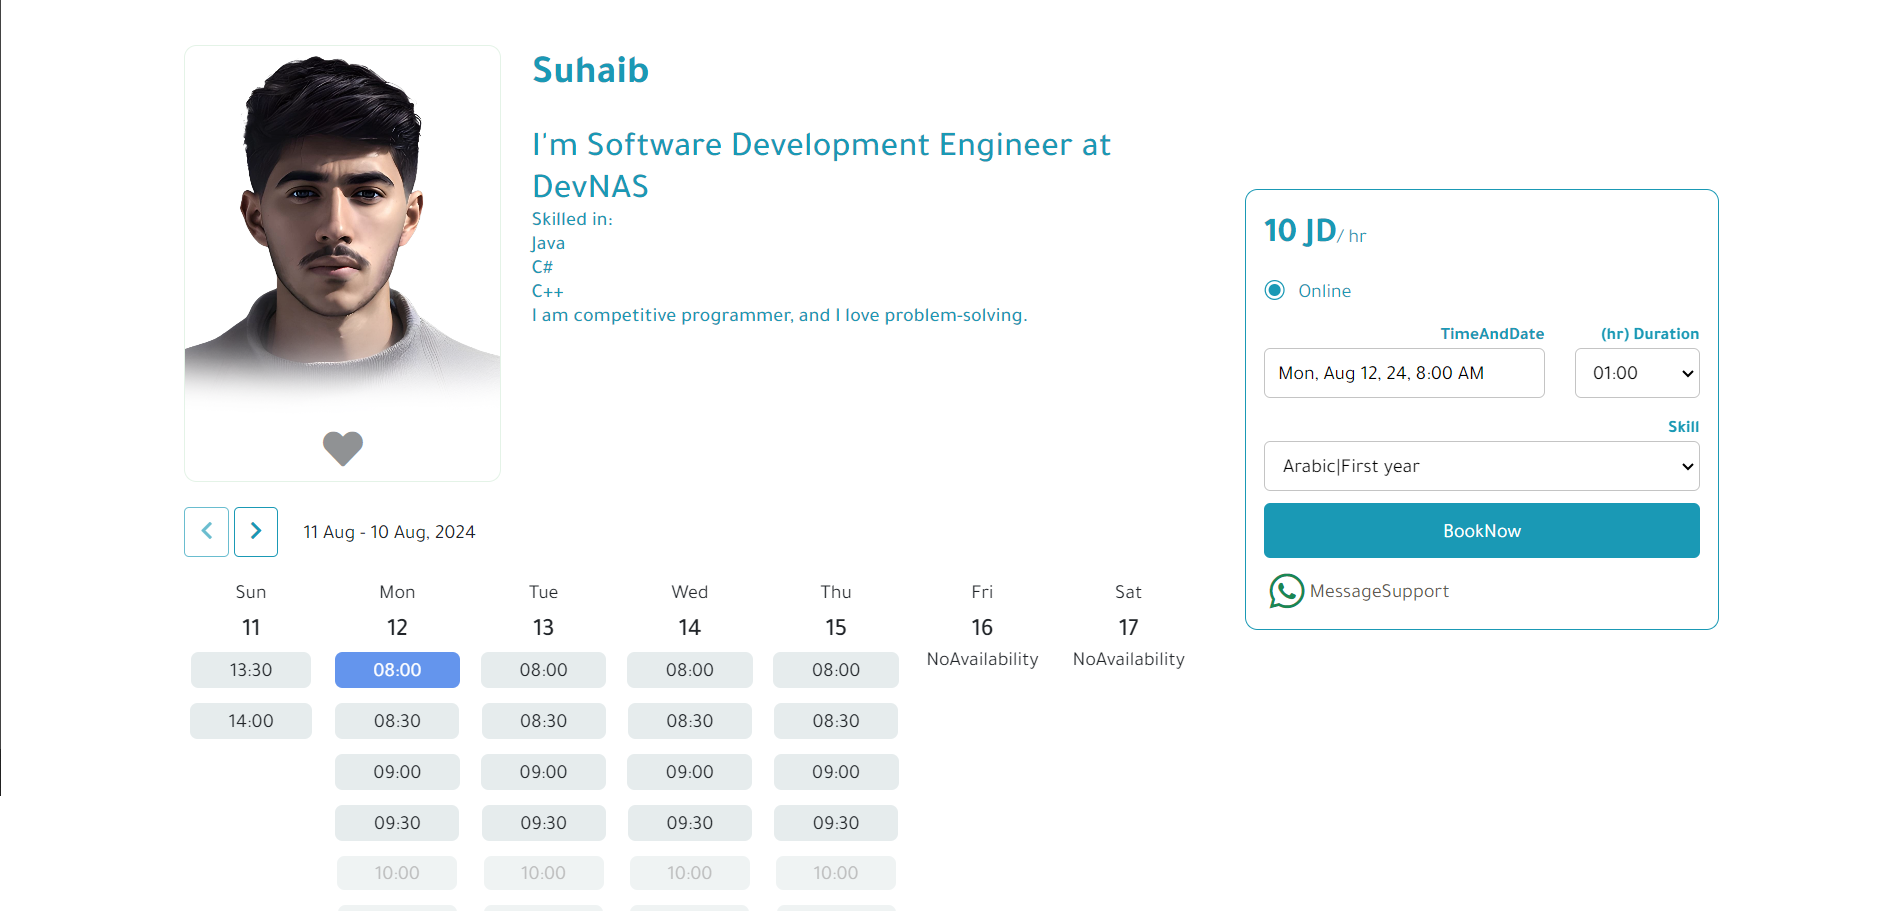 Suhaib
I'm Software Development Engineer at
DevNAS
Skilled in:
Java
C#
C++
I am competitive programmer, and I love problem-solving.
10 JD/ hr
Online
TimeAndDate (hr) Duration
Mon, Aug 12, 24, 8:00 AM 01:00
Skill
Arabic|First year
BookNow
MessageSupport
11 Aug - 10 Aug, 2024
Sun Mon Tue Wed Thu Fri Sat
11 12 13 14 15 16 17
13:30 08:00 08:00 08:00 08:00 NoAvailability NoAvailability
14:00 08:30 08:30 08:30 08:30
09:00 09:00 09:00 09:00
09:30 09:30 09:30 09:30
10:00 10:00 10:00 10:00